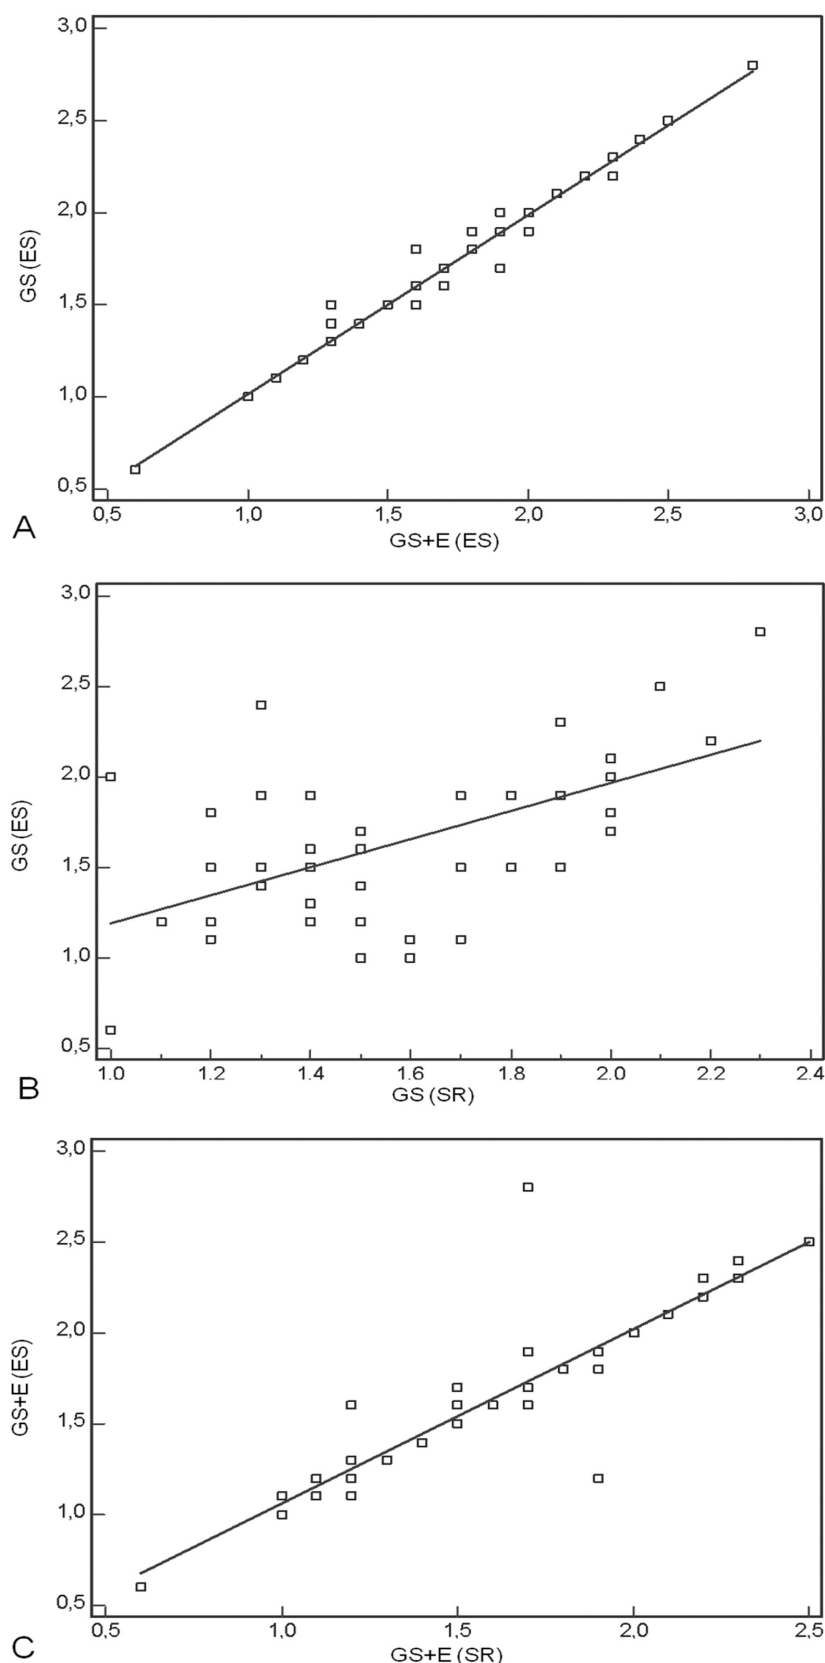 3,0
2,5
2,0
1,5
1,0
0,5
GS (ES)
0,5 1,0 1,5 2,0 2,5 3,0
GS+E (ES)
A
3,0
2,5
2,0
1,5
1,0
0,5
GS (ES)
1.0 1.2 1.4 1.6 1.8 2.0 2.2 2.4
GS (SR)
B
3,0
2,5
2,0
1,5
1,0
0,5
GS+E (ES)
0,5 1,0 1,5 2,0 2,5
GS+E (SR)
C